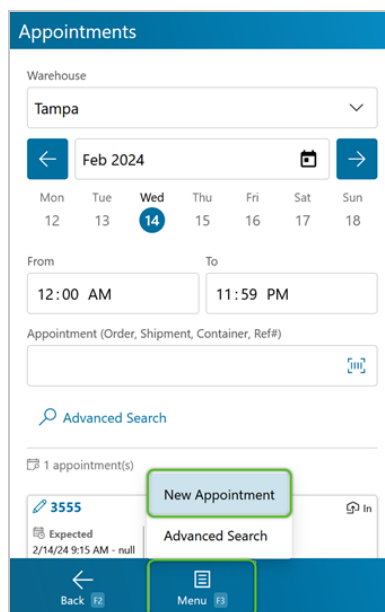 Appointments
Warehouse
Tampa
Feb 2024
Mon Tue Wed Thu Fri Sat Sun
12 13 14 15 16 17 18
From To
12:00 AM 11:59 PM
Appointment (Order, Shipment, Container, Ref#)
Advanced Search
1 appointment(s)
New Appointment
3555 In
Advanced Search
Expected
2/14/24 9:15 AM - null
Back F2 Menu F3